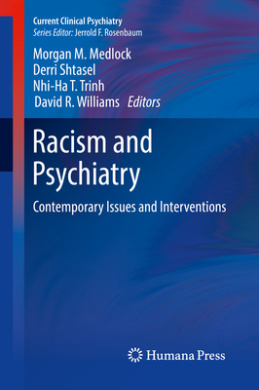 Current Clinical Psychiatry
Series Editor: Jerrold F. Rosenbaum
Morgan M. Medlock
Derri Shtasel
Nhi-Ha T. Trinh
David R. Williams Editors
Racism and
Psychiatry
Contemporary Issues and Interventions
Humana Press